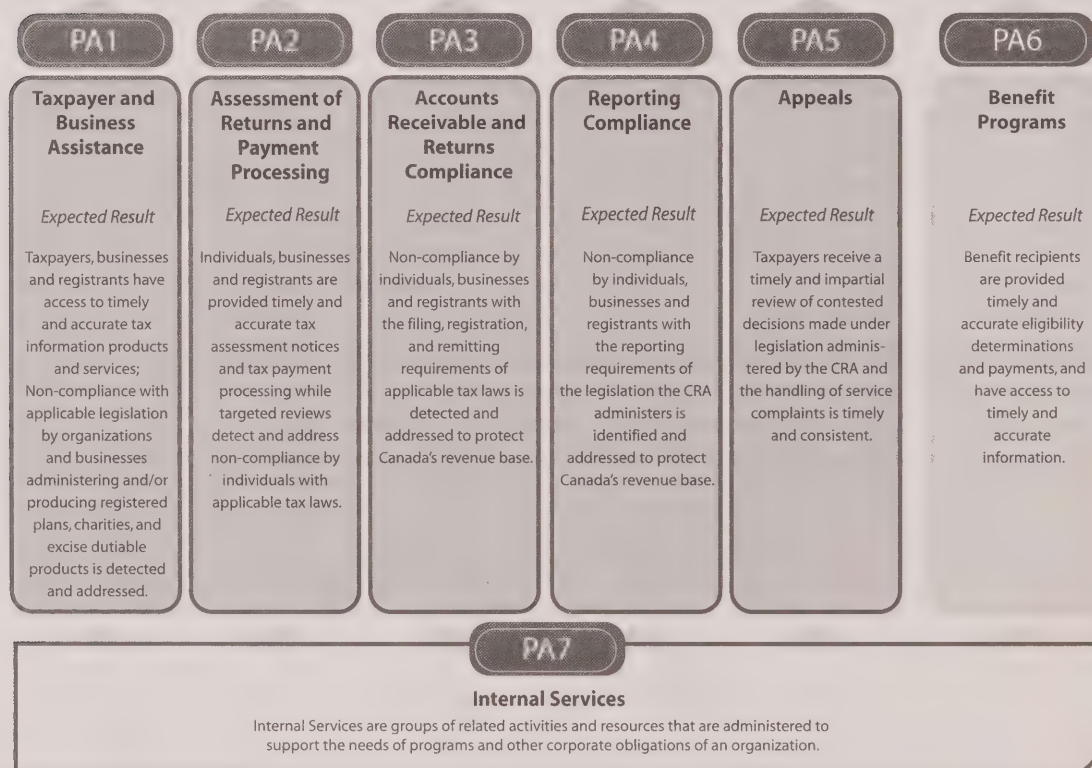 PA1
Taxpayer and
Business
Assistance
Expected Result
Taxpayers, businesses
and registrants have
access to timely
and accurate tax
information products
and services;
Non-compliance with
applicable legislation
by organizations
and businesses
administering and/or
producing registered
plans, charities, and
excise dutiable
products is detected
and addressed.
PA2
Assessment of
Returns and
Payment
Processing
Expected Result
Individuals, businesses
and registrants are
provided timely and
accurate tax
assessment notices
and tax payment
processing while
targeted reviews
detect and address
non-compliance by
individuals with
applicable tax laws.
PA3
Accounts
Receivable and
Returns
Compliance
Expected Result
Non-compliance by
individuals, businesses
and registrants with
the filing, registration,
and remitting
requirements of
applicable tax laws is
detected and
addressed to protect
Canada's revenue base.
PA4
Reporting
Compliance
Expected Result
Non-compliance
by individuals,
businesses and
registrants with
the reporting
requirements of
the legislation the CRA
administers is
identified and
addressed to protect
Canada's revenue base.
PA5
Appeals
Expected Result
Taxpayers receive a
timely and impartial
review of contested
decisions made under
legislation adminis-
tered by the CRA and
the handling of service
complaints is timely
and consistent.
PA6
Benefit
Programs
Expected Result
Benefit recipients
are provided
timely and
accurate eligibility
determinations
and payments, and
have access to
timely and
accurate
information.
PA7
Internal Services
Internal Services are groups of related activities and resources that are administered to
support the needs of programs and other corporate obligations of an organization.